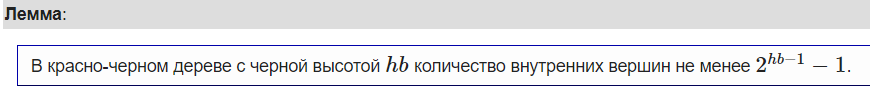 Лемма:
В красно-черном дереве с черной высотой hb количество внутренних вершин не менее 2^{hb−1} − 1.